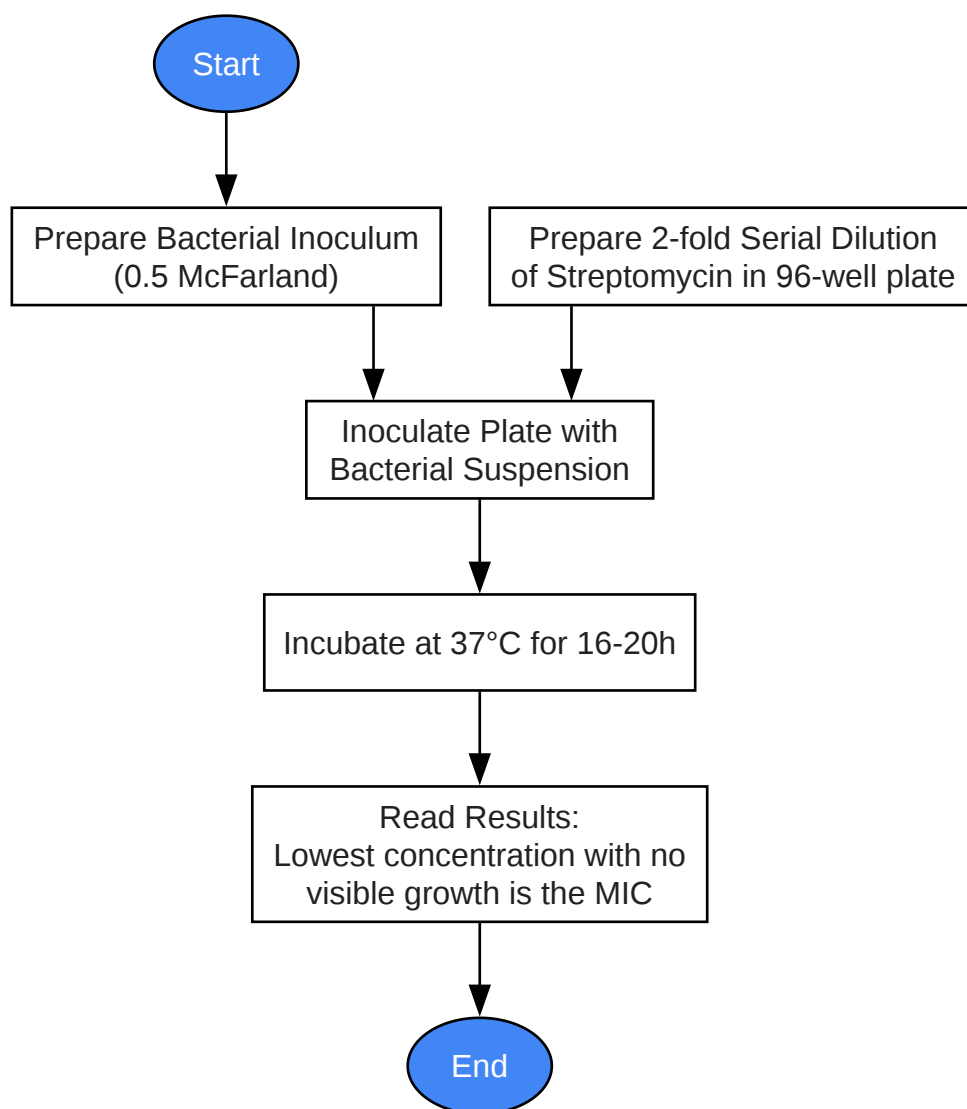 Start
Prepare Bacterial Inoculum
(0.5 McFarland)
Prepare 2-fold Serial Dilution
of Streptomycin in 96-well plate
Inoculate Plate with
Bacterial Suspension
Incubate at 37°C for 16-20h
Read Results:
Lowest concentration with no
visible growth is the MIC
End